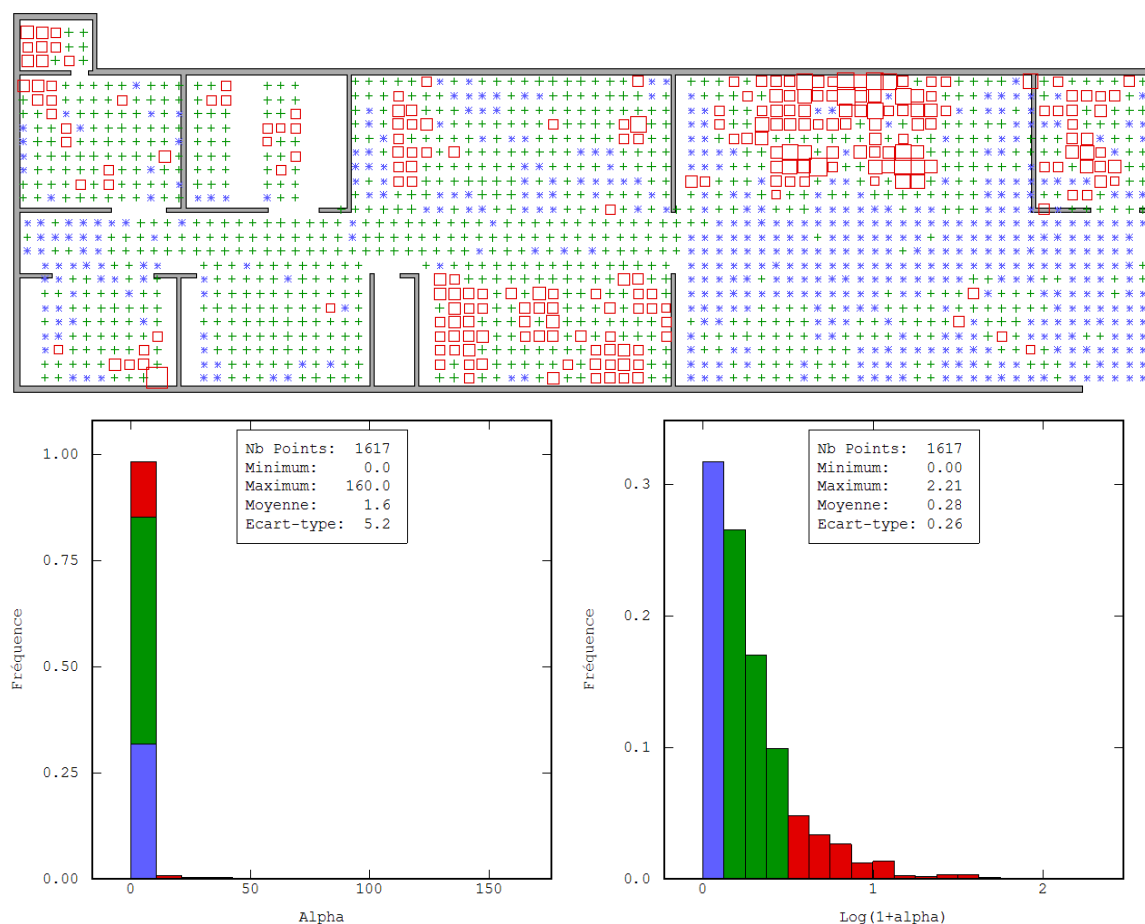 Nb Points: 1617
Minimum: 0.0
Maximum: 160.0
Moyenne: 1.6
Ecart-type: 5.2
1.00
0.75
0.50
0.25
0.00
Fréquence
0
50
100
150
Alpha
Nb Points: 1617
Minimum: 0.00
Maximum: 2.21
Moyenne: 0.28
Ecart-type: 0.26
0.3
0.2
0.1
0.0
Fréquence
0
1
2
Log(1+alpha)